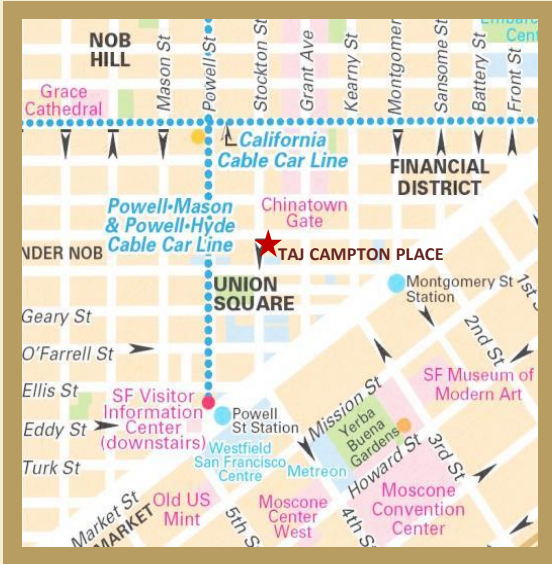 Embarc
Cent
NOB
HILL
Mason St
Powell St
Stockton St
Grant Ave
Kearny St
Montgomer
Sansome St
Battery St
Front St
Grace
Cathedral
California
Cable Car Line
FINANCIAL
DISTRICT
Powell-Mason
& Powell-Hyde
Cable Car Line
Chinatown
Gate
NDER NOB
TAJ CAMPTON PLACE
UNION
SQUARE
Montgomery St
Station
1st S
Geary St
O'Farrell St
2nd St
Ellis St
SF Visitor
Information
Center
(downstairs)
Eddy St
Powell
St Station
Mission St
SF Museum of
Modern Art
Yerba
Buena
Gardens
Westfield
San Francisco
Centre
Metreon
Howard St
3rd St
Turk St
Market St
MARKET
Old US
Mint
5th St
Moscone
Center
West
4th St
Moscone
Convention
Center